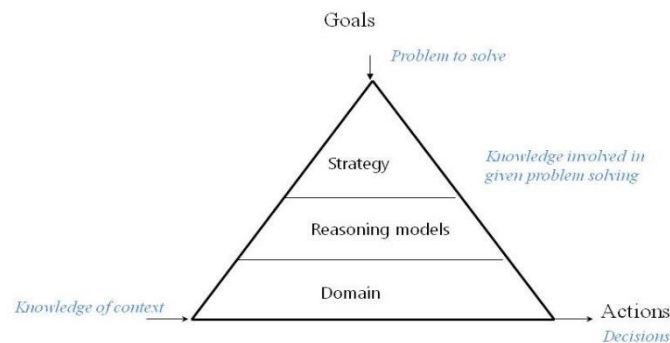 Goals
Problem to solve
Strategy
Knowledge involved in
given problem solving
Reasoning models
Domain
Knowledge of context
Actions
Decisions